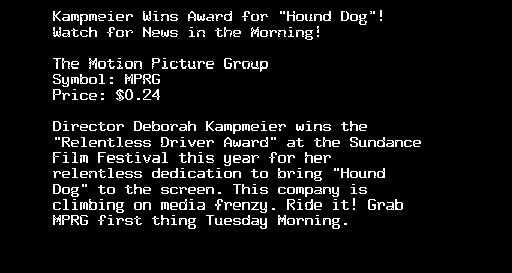 Kampmeier Wins Award for "Hound Dog"!
Watch for News in the Morning!
The Motion Picture Group
Symbol: MPRG
Price: $0.24
Director Deborah Kampmeier wins the
"Relentless Driver Award" at the Sundance
Film Festival this year for her
relentless dedication to bring "Hound
Dog" to the screen. This company is
climbing on media frenzy. Ride it! Grab
MPRG first thing Tuesday Morning.